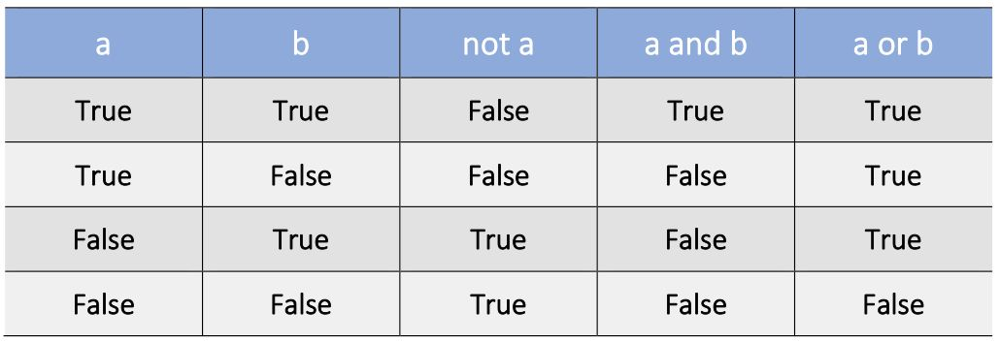 a b not a a and b a or b
True True False True True
True False False False True
False True True False True
False False True False False